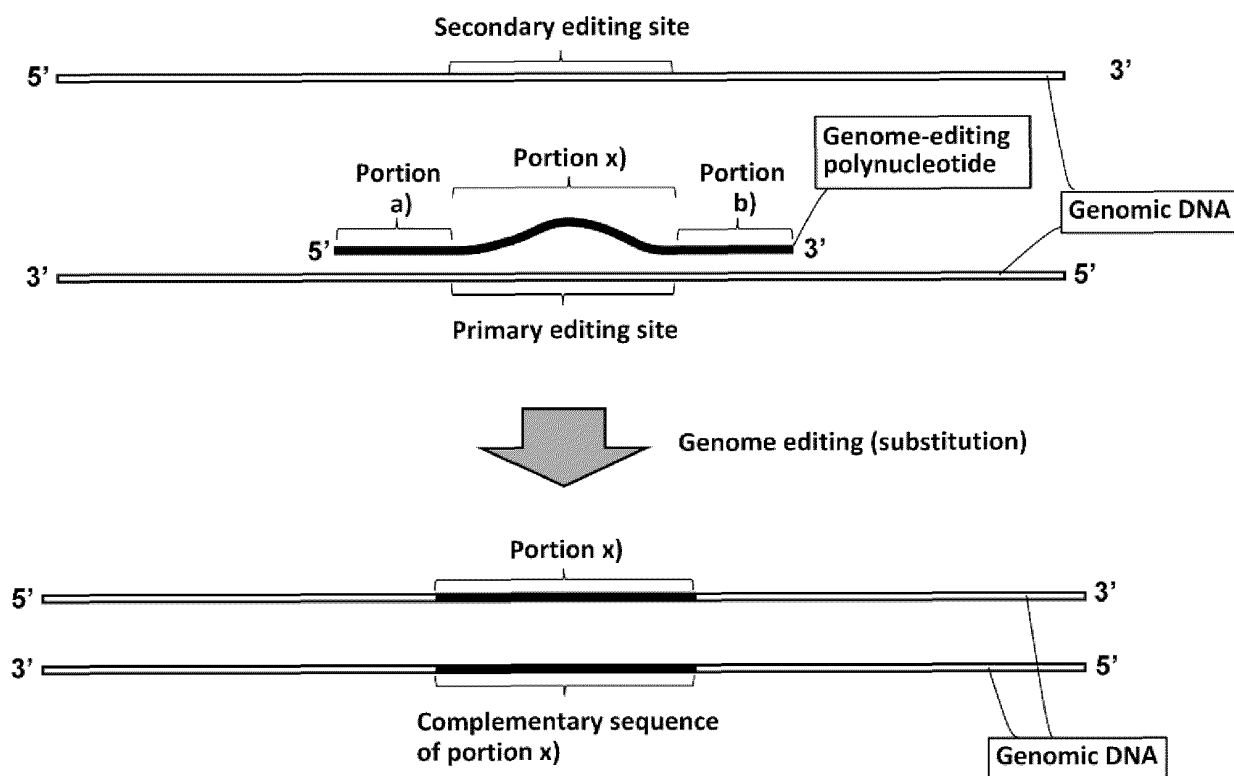 Secondary editing site
5’
3’
Genome-editing
polynucleotide
Portion x)
Portion
a)
Portion
b)
Genomic DNA
5’
3’
3’
5’
Primary editing site
Genome editing (substitution)
Portion x)
5’
3’
3’
5’
Complementary sequence
of portion x)
Genomic DNA